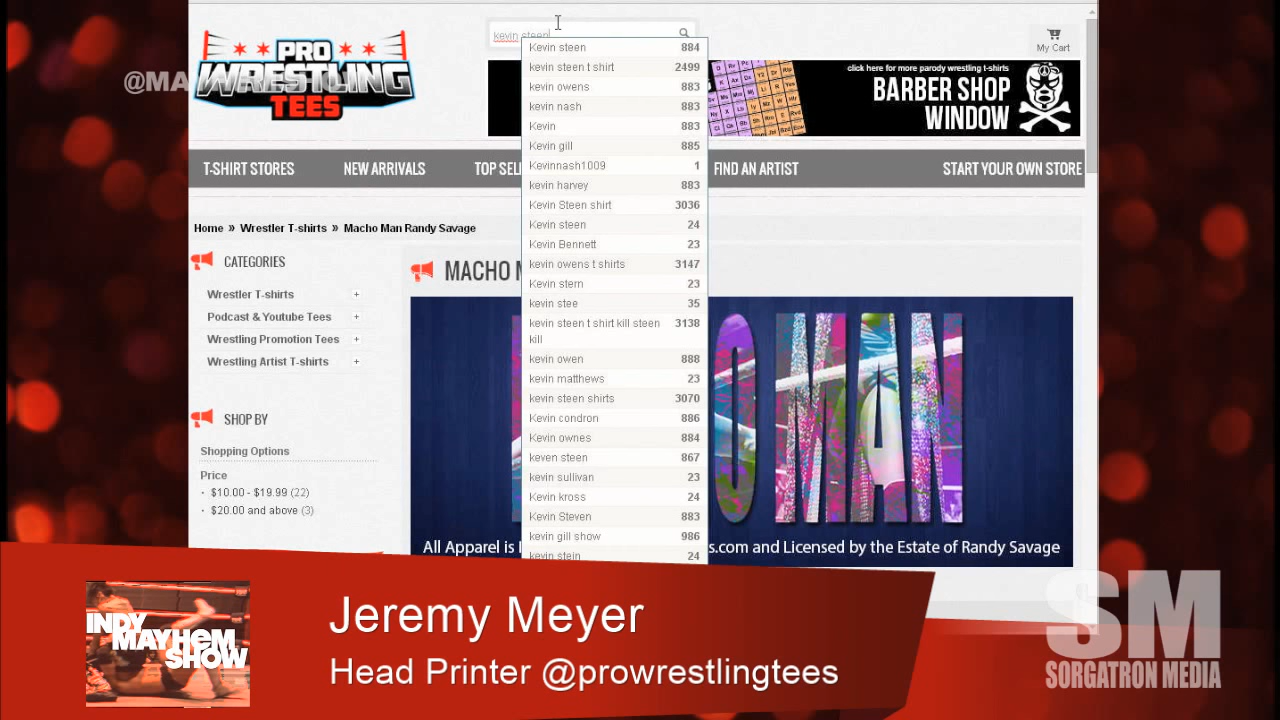 kevin steen
My Cart
@MA
PRO
WRESTLING
TEES
click here for more parody wrestling t-shirts
BARBER SHOP
WINDOW
T-SHIRT STORES NEW ARRIVALS TOP SEL FIND AN ARTIST START YOUR OWN STORE
Home » Wrestler T-shirts » Macho Man Randy Savage
CATEGORIES
Wrestler T-shirts +
Podcast & Youtube Tees +
Wrestling Promotion Tees +
Wrestling Artist T-shirts +
SHOP BY
Shopping Options
Price
· $10.00 - $19.99 (22)
· $20.00 and above (3)
Kevin steen 884
kevin steen t shirt 2499
kevin owens 883
kevin nash 883
Kevin 883
Kevin gill 885
Kevinnash1009 1
kevin harvey 883
Kevin Steen shirt 3036
Kevin steen 24
Kevin Bennett 23
kevin owens t shirts 3147
Kevin stern 23
kevin stee 35
kevin steen t shirt kill steen 3138
kill
kevin owen 888
kevin matthews 23
kevin steen shirts 3070
Kevin condron 886
Kevin ownes 884
keven steen 867
kevin sullivan 23
Kevin kross 24
Kevin Steven 883
kevin gill show 986
kevin stein 24
MACHO
OMAN
All Apparel is s.com and Licensed by the Estate of Randy Savage
INDY
MAYHEM
SHOW
Jeremy Meyer
Head Printer @prowrestlingtees
SM
SORGATRON MEDIA